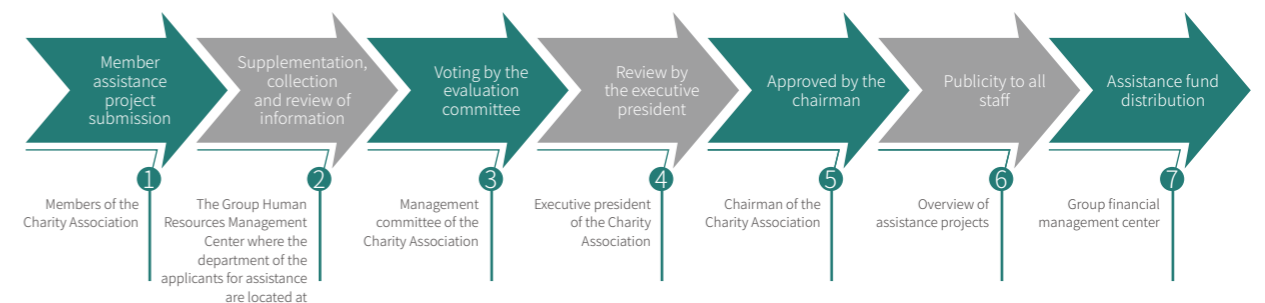 Member
assistance
project
submission
Supplementation,
collection
and review of
information
Voting by the
evaluation
committee
Review by
the executive
president
Approved by the
chairman
Publicity to all
staff
Assistance fund
distribution
1
Members of the
Charity Association
2
The Group Human
Resources Management
Center where the
department of the
applicants for assistance
are located at
3
Management
committee of the
Charity Association
4
Executive president
of the Charity
Association
5
Chairman of the
Charity Association
6
Overview of
assistance projects
7
Group financial
management center